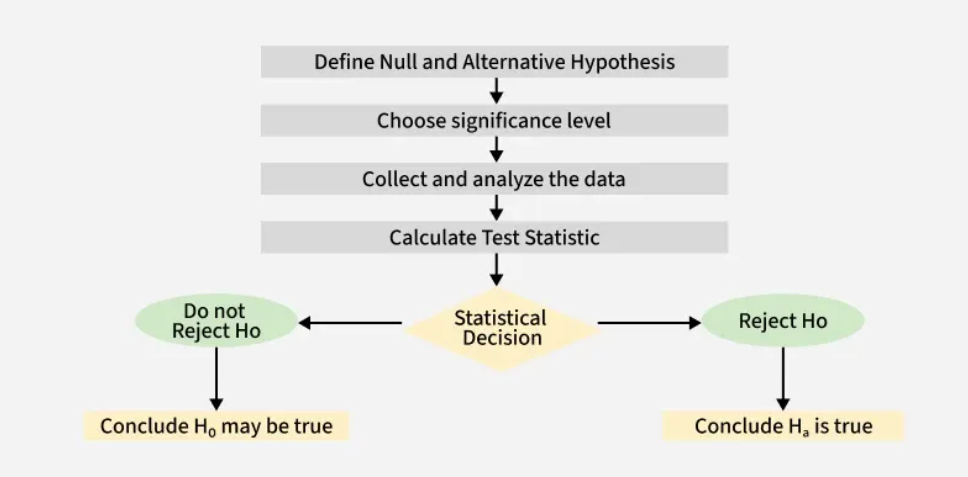 Define Null and Alternative Hypothesis
Choose significance level
Collect and analyze the data
Calculate Test Statistic
Do not
Reject Ho
Statistical
Decision
Reject Ho
Conclude H₀ may be true
Conclude Hₐ is true